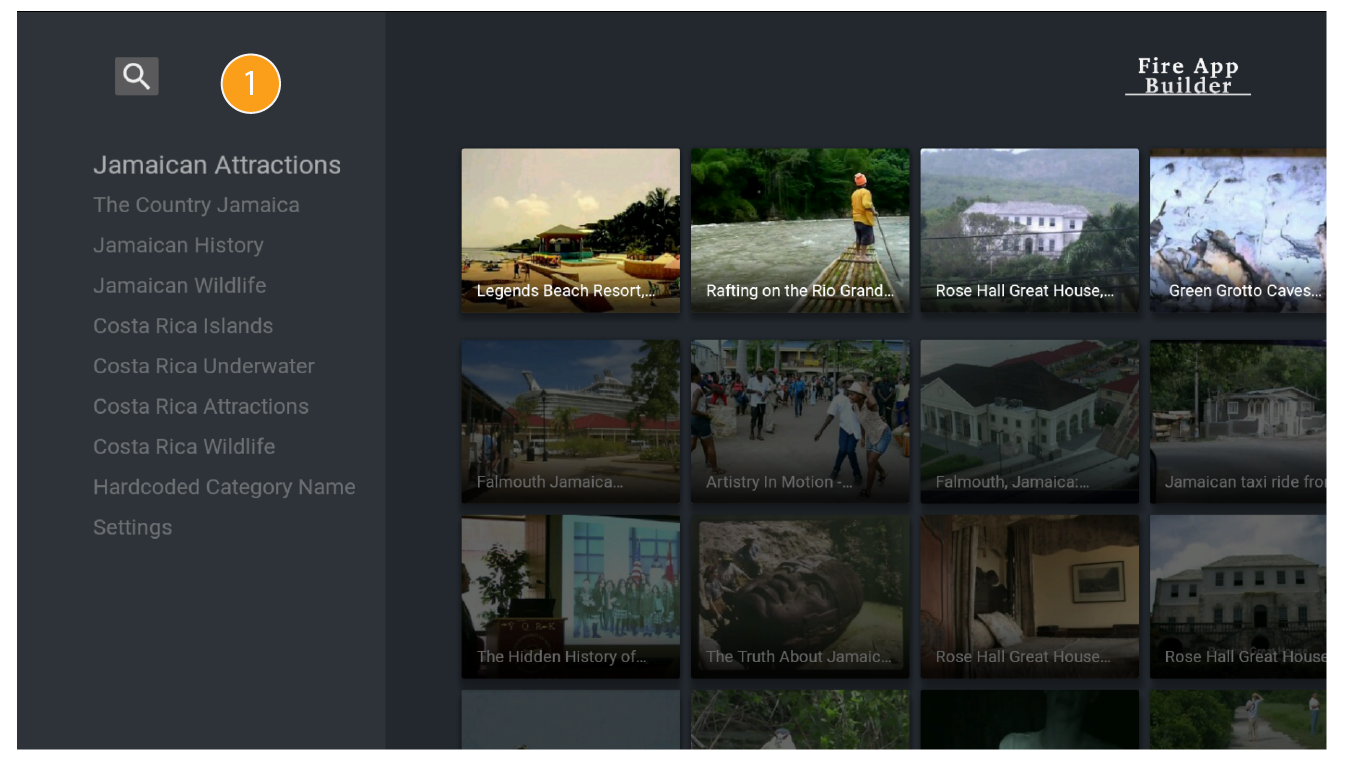 1
Fire App
Builder
Jamaican Attractions
The Country Jamaica
Jamaican History
Jamaican Wildlife
Costa Rica Islands
Costa Rica Underwater
Costa Rica Attractions
Costa Rica Wildlife
Hardcoded Category Name
Settings
Legends Beach Resort,...
Rafting on the Rio Grand...
Rose Hall Great House,...
Green Grotto Caves...
Falmouth Jamaica...
Artistry In Motion -...
Falmouth, Jamaica:...
Jamaican taxi ride fro
The Hidden History of...
The Truth About Jamaic...
Rose Hall Great House...
Rose Hall Great House